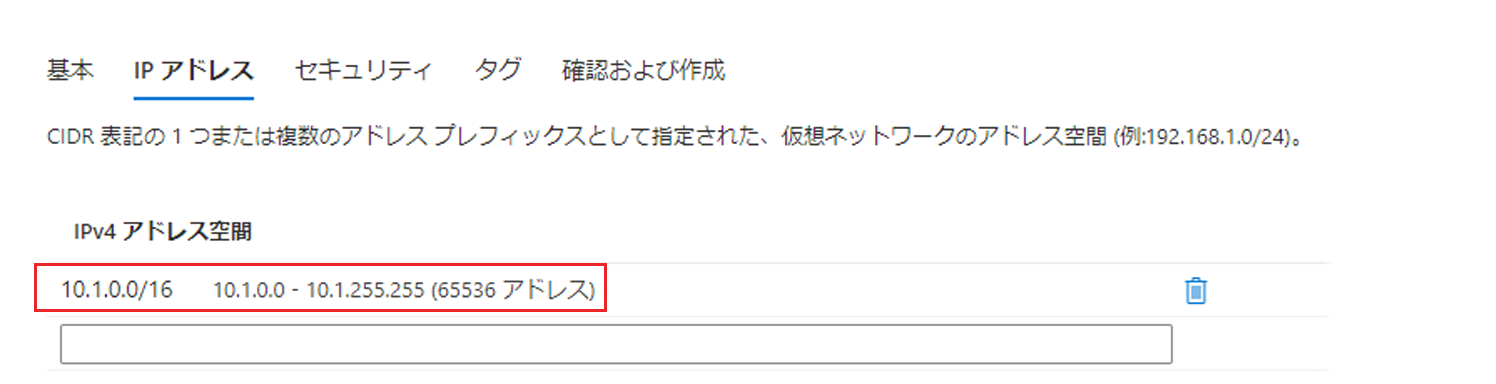 基本 IP アドレス セキュリティ タグ 確認および作成
CIDR 表記の 1 つまたは複数のアドレス プレフィックスとして指定された、仮想ネットワークのアドレス空間 (例:192.168.1.0/24)。
IPv4 アドレス空間
10.1.0.0/16 10.1.0.0 - 10.1.255.255 (65536 アドレス)